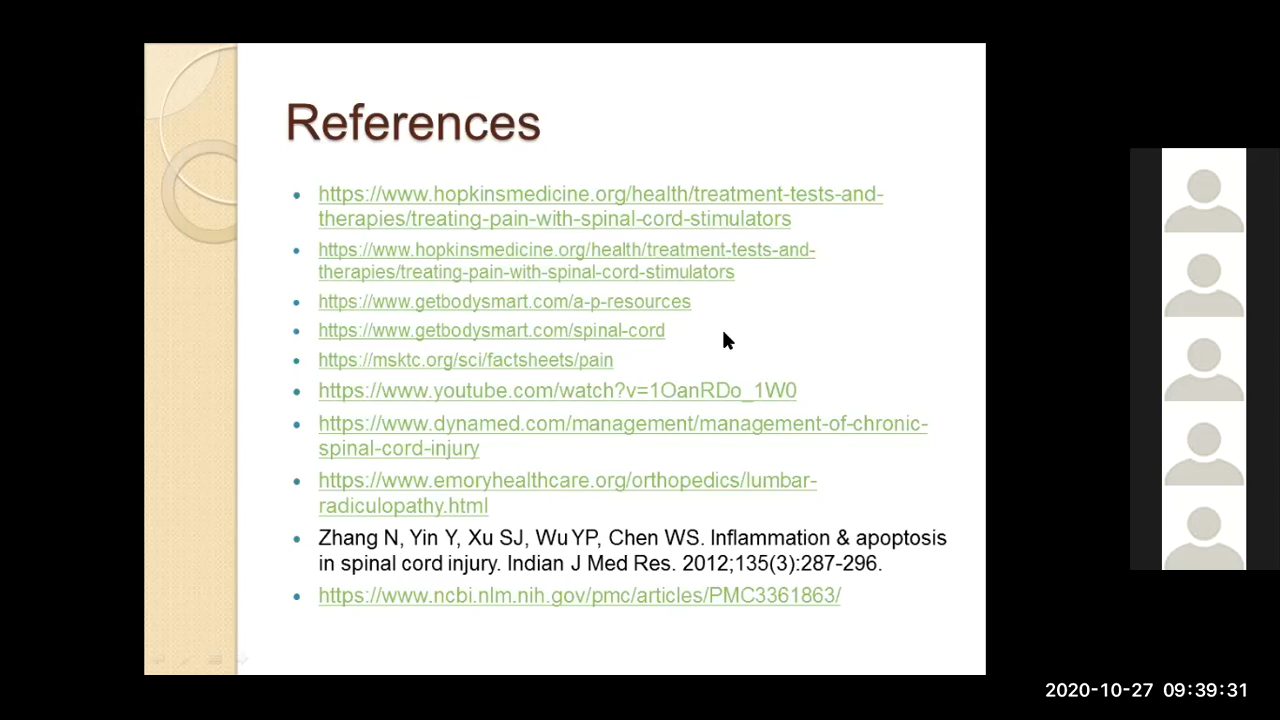 References
https://www.hopkinsmedicine.org/health/treatment-tests-and-
therapies/treating-pain-with-spinal-cord-stimulators
https://www.hopkinsmedicine.org/health/treatment-tests-and-
therapies/treating-pain-with-spinal-cord-stimulators
https://www.getbodysmart.com/a-p-resources
https://www.getbodysmart.com/spinal-cord
https://msktc.org/sci/factsheets/pain
https://www.youtube.com/watch?v=1OanRDo_1W0
https://www.dynamed.com/management/management-of-chronic-
spinal-cord-injury
https://www.emoryhealthcare.org/orthopedics/lumbar-
radiculopathy.html
Zhang N, Yin Y, Xu SJ, Wu YP, Chen WS. Inflammation & apoptosis
in spinal cord injury. Indian J Med Res. 2012;135(3):287-296.
https://www.ncbi.nlm.nih.gov/pmc/articles/PMC3361863/
2020-10-27 09:39:31